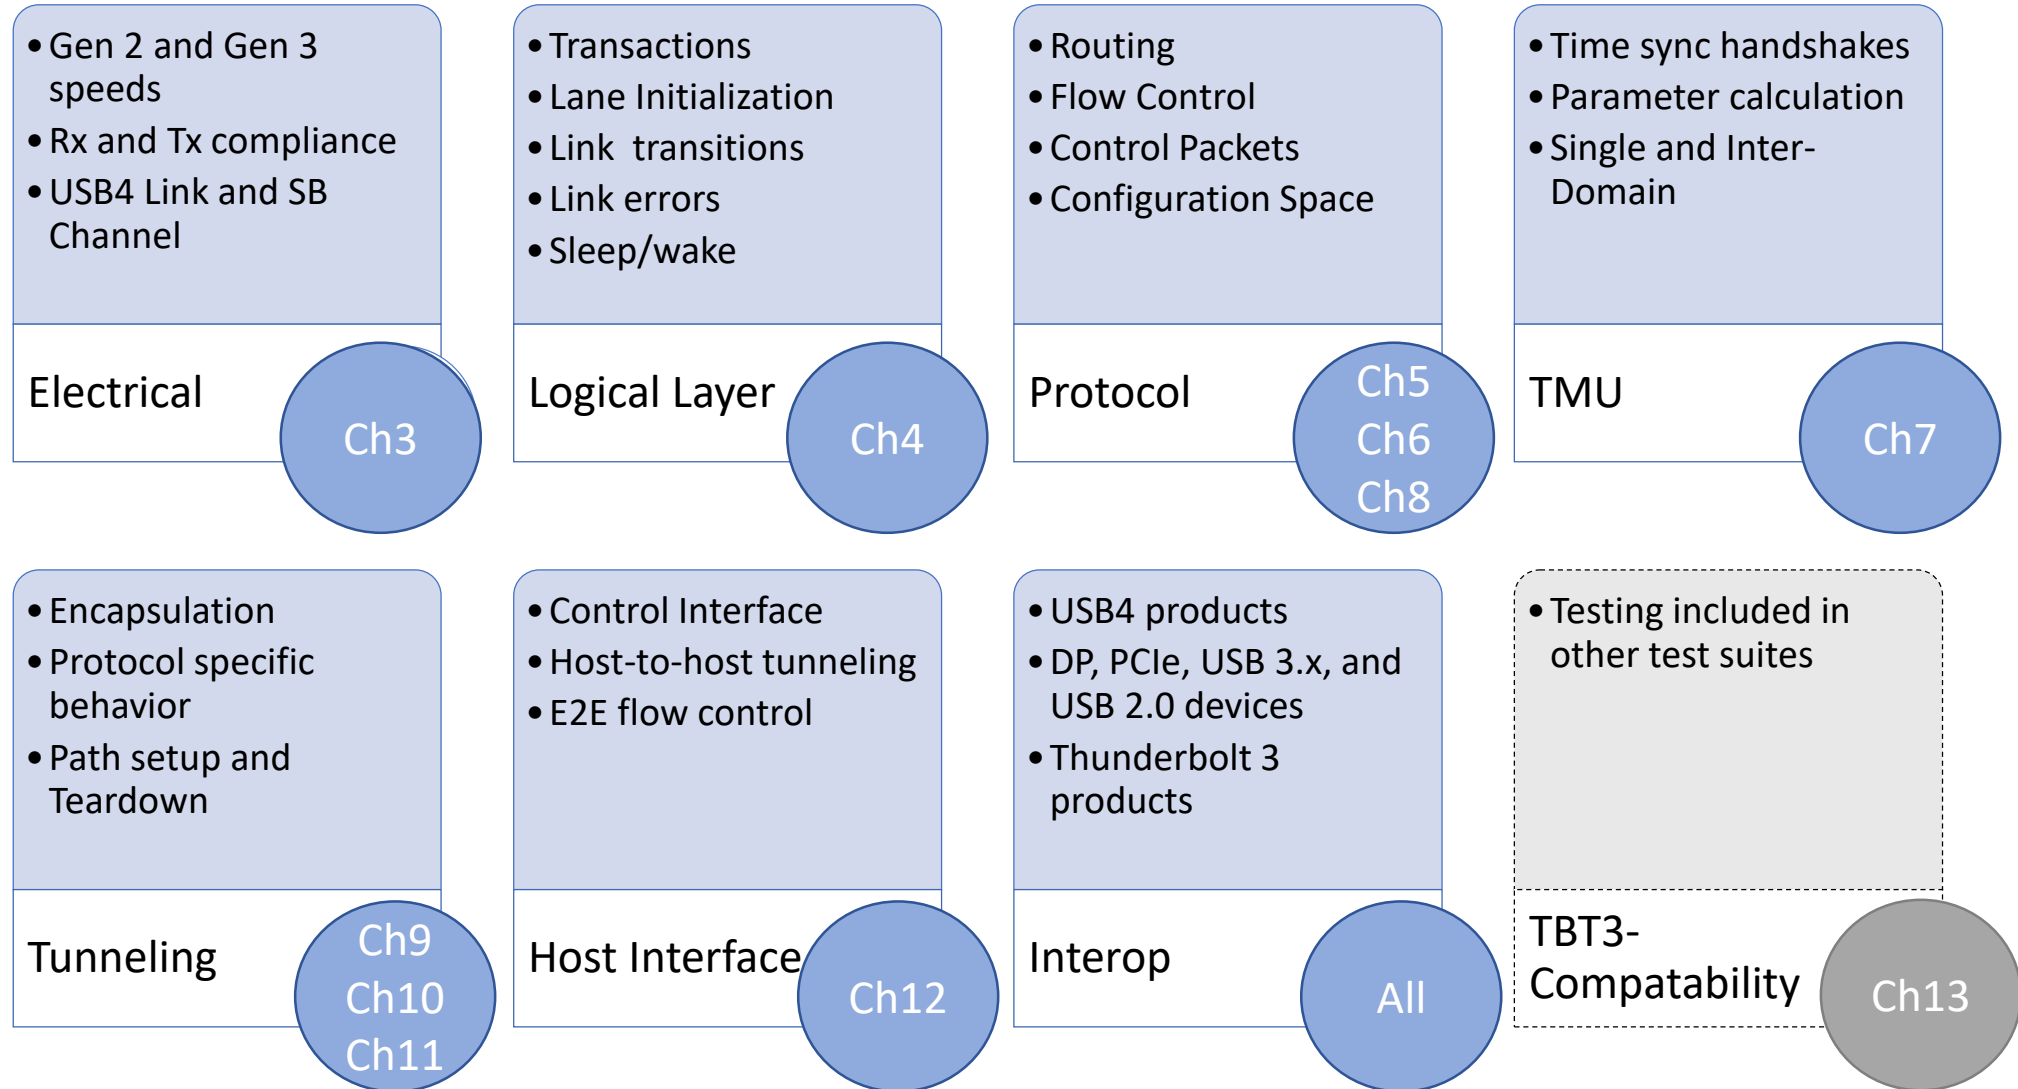 • Gen 2 and Gen 3
speeds
• Rx and Tx compliance
• USB4 Link and SB
Channel
Electrical
Ch3
• Transactions
• Lane Initialization
• Link  transitions
• Link errors
• Sleep/wake
Logical Layer
Ch4
• Routing
• Flow Control
• Control Packets
• Configuration Space
Protocol
Ch5
Ch6
Ch8
• Time sync handshakes
• Parameter calculation
• Single and Inter-
Domain
TMU
Ch7
• Encapsulation
• Protocol specific
behavior
• Path setup and
Teardown
Tunneling
Ch9
Ch10
Ch11
• Control Interface
• Host-to-host tunneling
• E2E flow control
Host Interface
Ch12
• USB4 products
• DP, PCIe, USB 3.x, and
USB 2.0 devices
• Thunderbolt 3
products
Interop
All
• Testing included in
other test suites
TBT3-
Compatability
Ch13